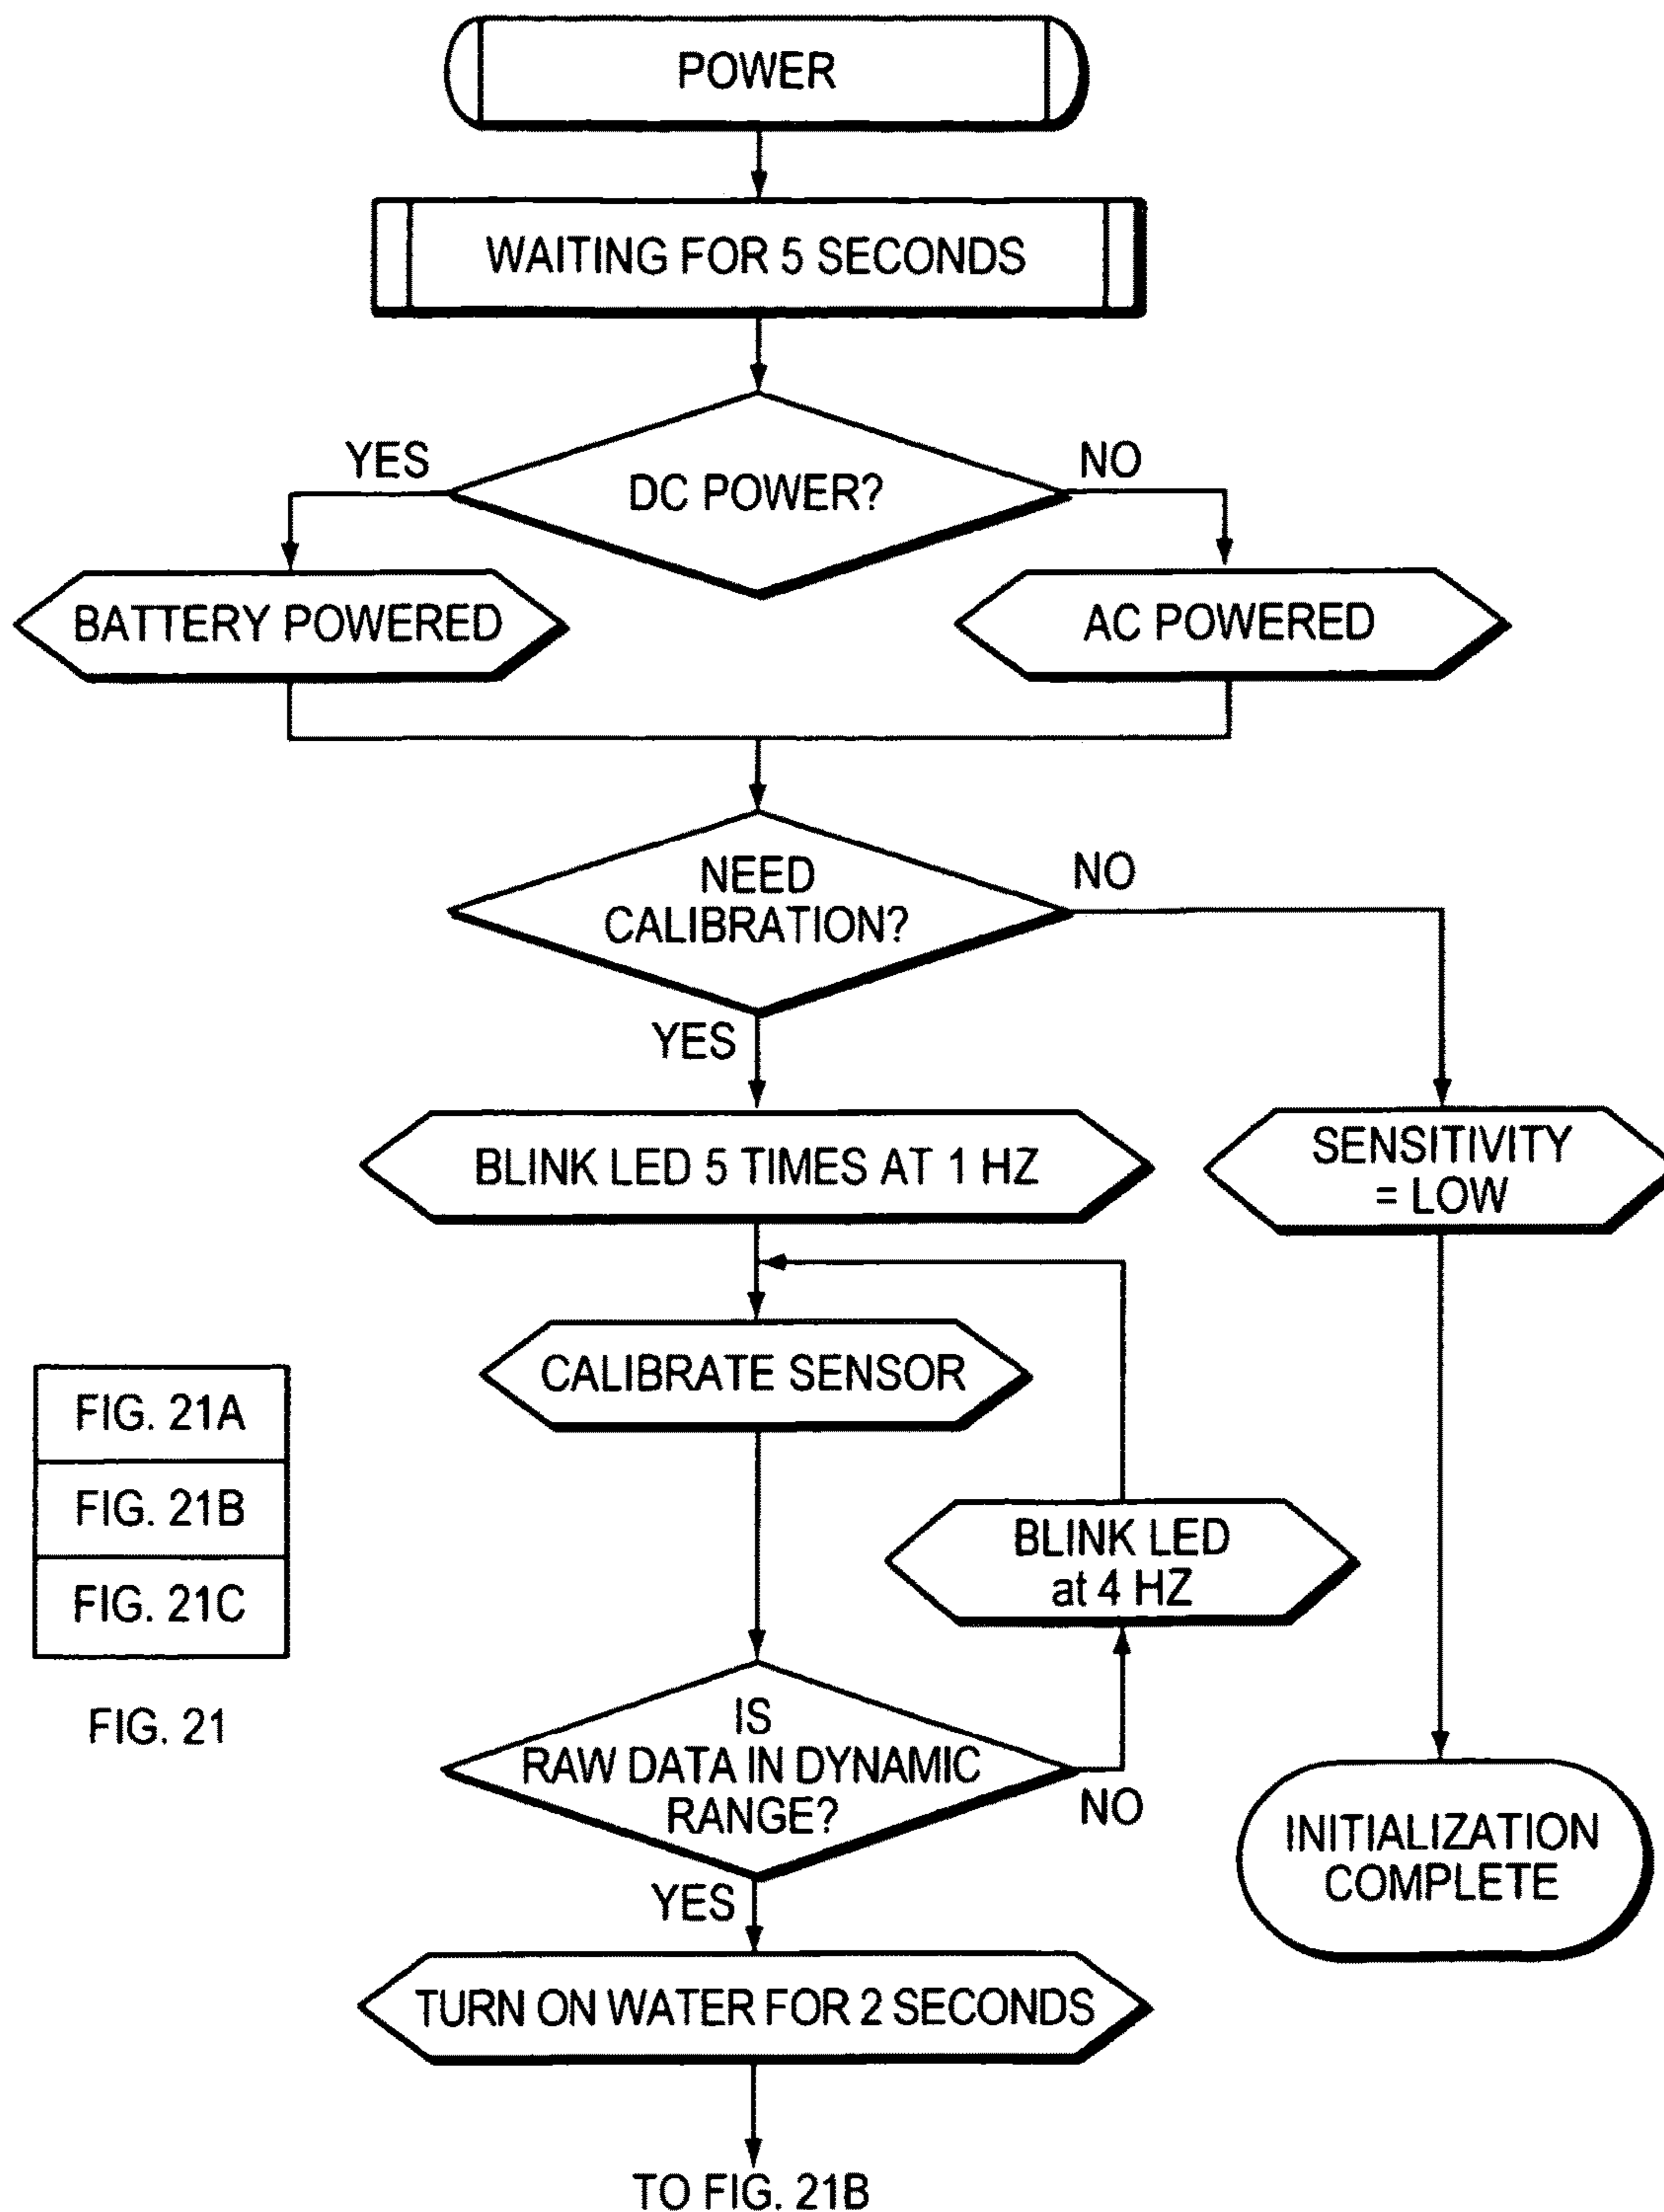 POWER
WAITING FOR 5 SECONDS
YES
DC POWER?
NO
BATTERY POWERED
AC POWERED
NEED
CALIBRATION?
NO
YES
BLINK LED 5 TIMES AT 1 HZ
SENSITIVITY
= LOW
CALIBRATE SENSOR
FIG. 21A
FIG. 21B
FIG. 21C
FIG. 21
BLINK LED
at 4 HZ
IS
RAW DATA IN DYNAMIC
RANGE?
NO
YES
INITIALIZATION
COMPLETE
TURN ON WATER FOR 2 SECONDS
TO FIG. 21B